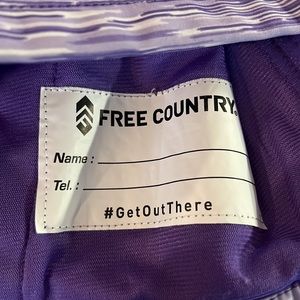 FREE COUNTRY
Name :
Tel. :
#GetOutThere